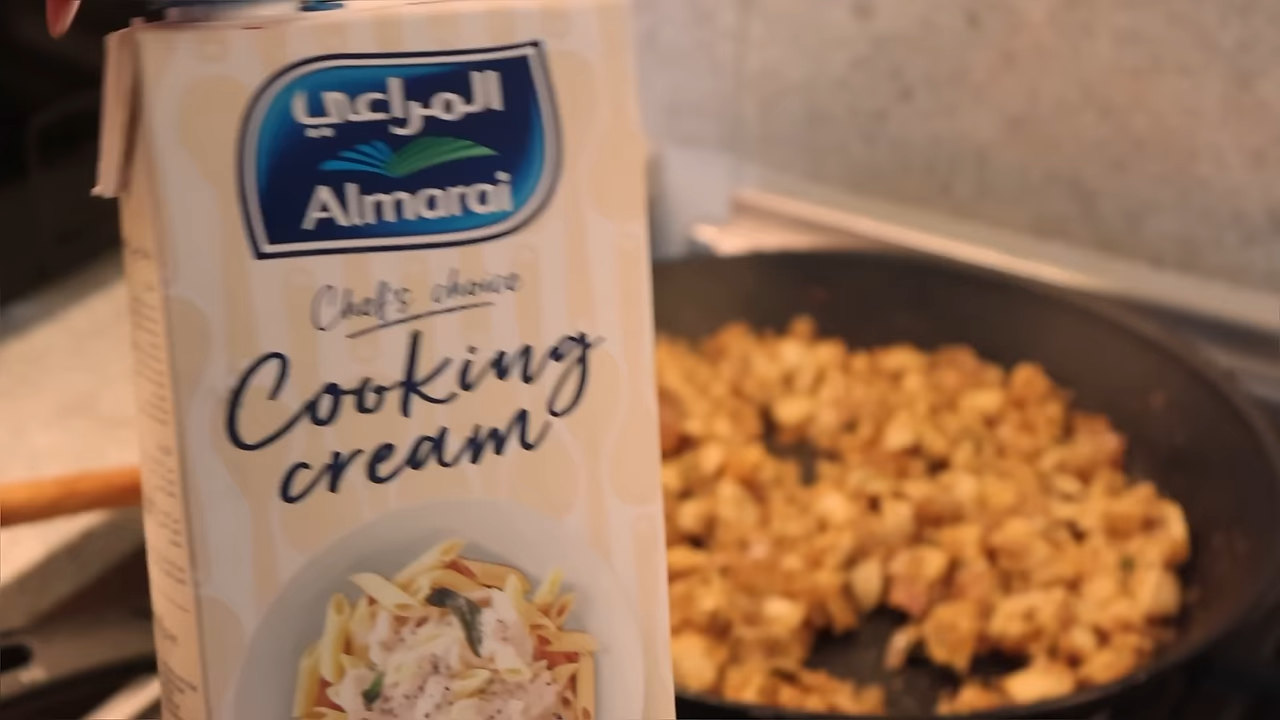 المراعي
Almarai
Chef's choice
Cooking
cream